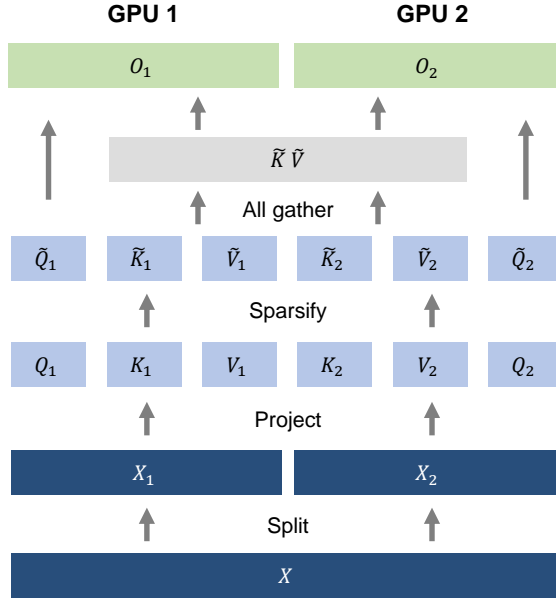 GPU 1 GPU 2
O₁ O₂
K̃ Ṽ
All gather
Q̃₁ K̃₁ Ṽ₁ K̃₂ Ṽ₂ Q̃₂
Sparsify
Q₁ K₁ V₁ K₂ V₂ Q₂
Project
X₁ X₂
Split
X